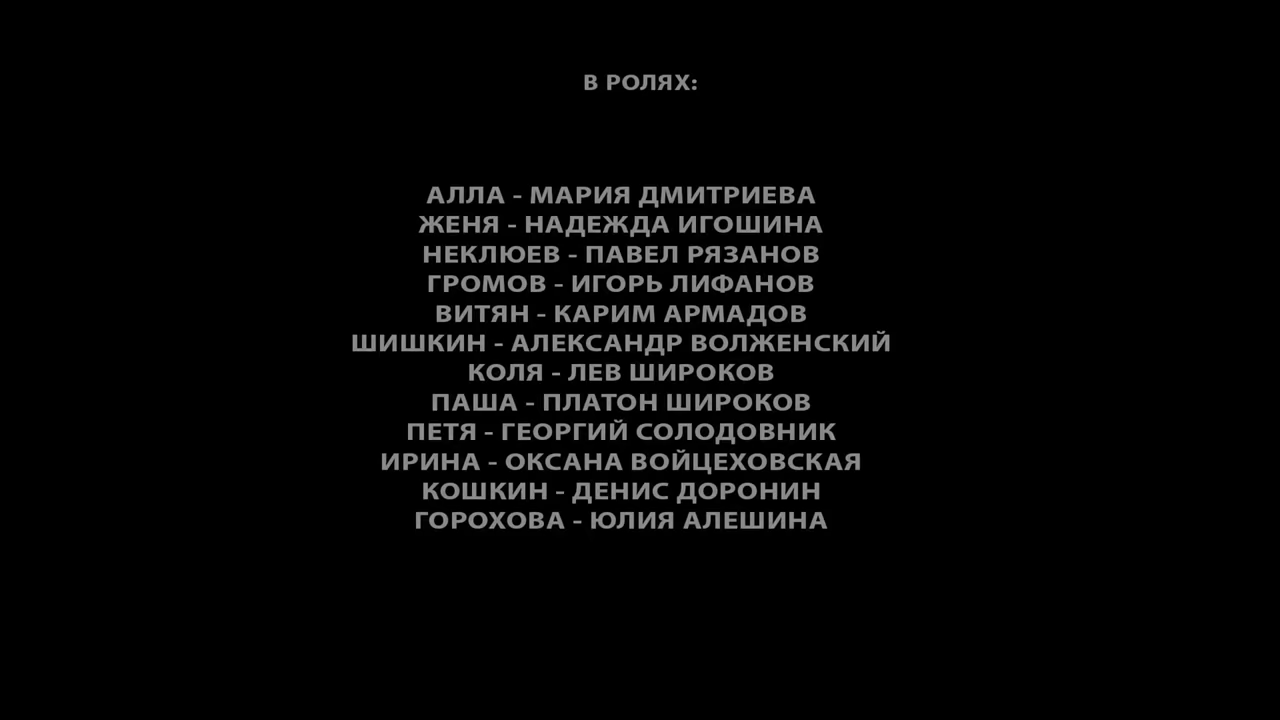 В РОЛЯХ:
АЛЛА - МАРИЯ ДМИТРИЕВА
ЖЕНЯ - НАДЕЖДА ИГОШИНА
НЕКЛЮЕВ - ПАВЕЛ РЯЗАНОВ
ГРОМОВ - ИГОРЬ ЛИФАНОВ
ВИТЯН - КАРИМ АРМАДОВ
ШИШКИН - АЛЕКСАНДР ВОЛЖЕНСКИЙ
КОЛЯ - ЛЕВ ШИРОКОВ
ПАША - ПЛАТОН ШИРОКОВ
ПЕТЯ - ГЕОРГИЙ СОЛОДОВНИК
ИРИНА - ОКСАНА ВОЙЦЕХОВСКАЯ
КОШКИН - ДЕНИС ДОРОНИН
ГОРОХОВА - ЮЛИЯ АЛЕШИНА